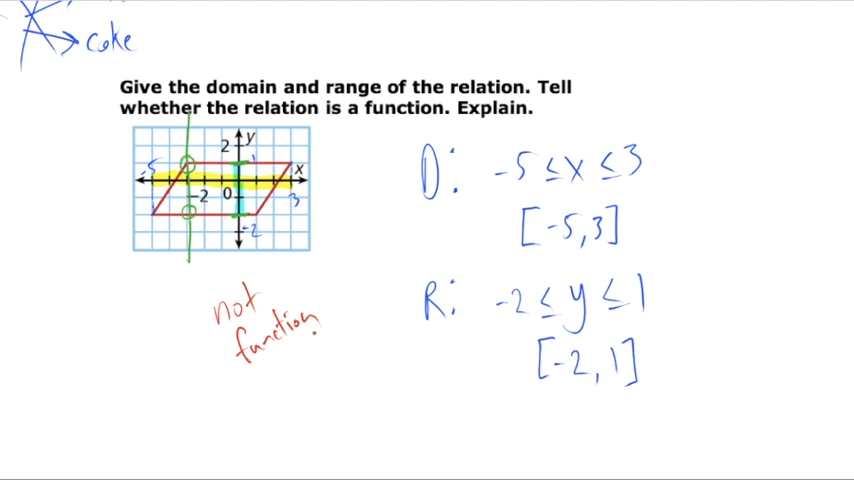 coke
Give the domain and range of the relation. Tell
whether the relation is a function. Explain.
2 y
-5 1 x
-2 0 3
-2
D: -5 ≤ x ≤ 3
[-5,3]
R: -2 ≤ y ≤ 1
[-2, 1]
not
function.